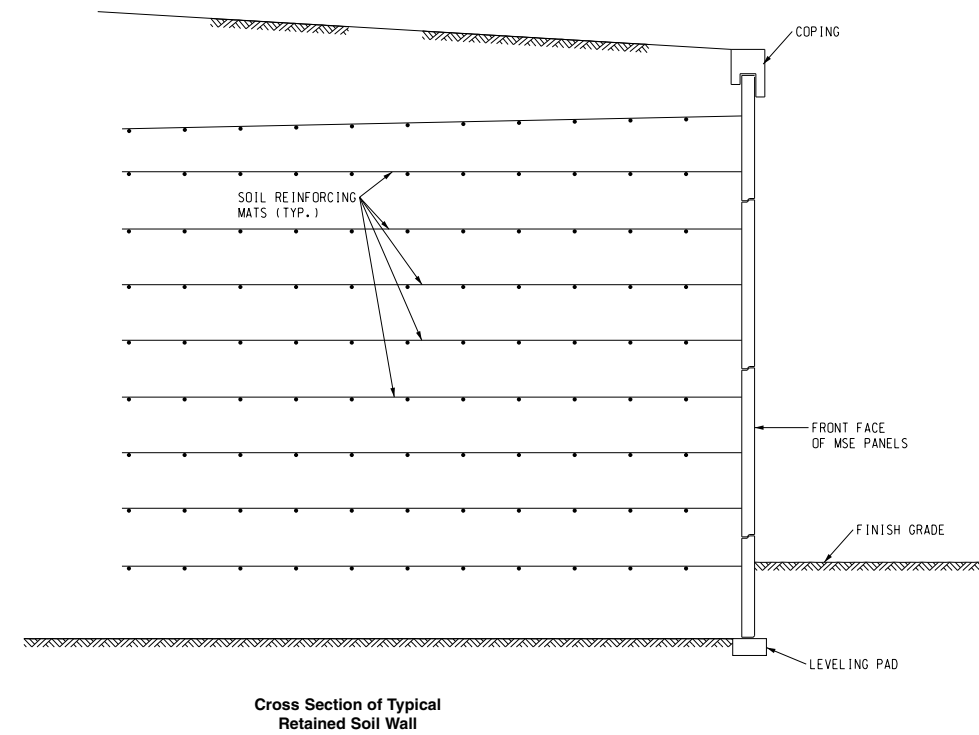 COPING
SOIL REINFORCING
MATS (TYP.)
FRONT FACE
OF MSE PANELS
FINISH GRADE
LEVELING PAD
Cross Section of Typical
Retained Soil Wall